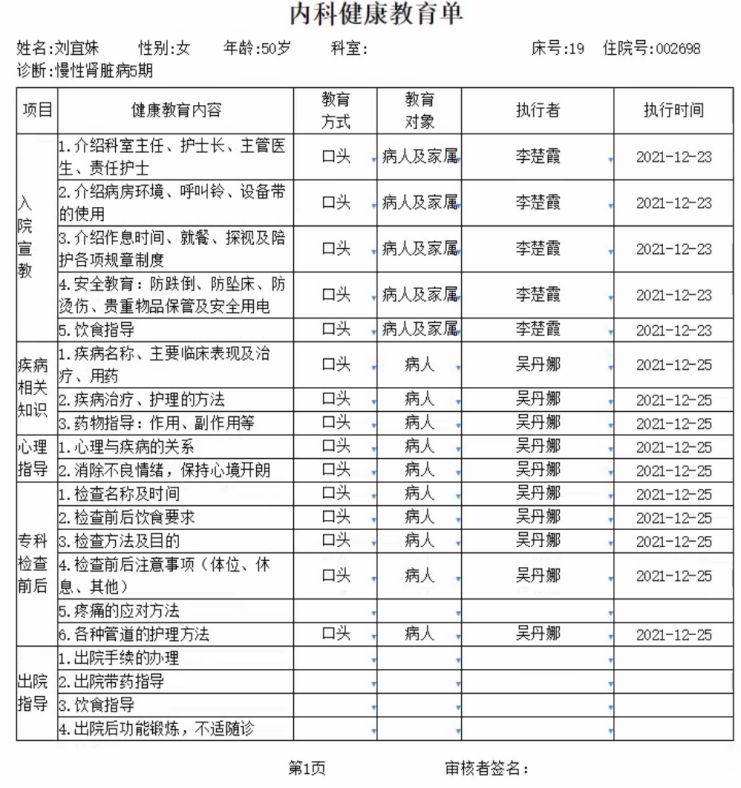 内科健康教育单
姓名:刘宜姝 性别:女 年龄:50岁 科室: 床号:19 住院号:002698
诊断:慢性肾脏病5期
项目 健康教育内容 教育方式 教育对象 执行者 执行时间
入院宣教
1.介绍科室主任、护士长、主管医
生、责任护士 口头 病人及家属 李楚霞 2021-12-23
2.介绍病房环境、呼叫铃、设备带
的使用 口头 病人及家属 李楚霞 2021-12-23
3.介绍作息时间、就餐、探视及陪
护各项规章制度 口头 病人及家属 李楚霞 2021-12-23
4.安全教育：防跌倒、防坠床、防
烫伤、贵重物品保管及安全用电 口头 病人及家属 李楚霞 2021-12-23
5.饮食指导 口头 病人及家属 李楚霞 2021-12-23
疾病相关知识
1.疾病名称、主要临床表现及治
疗、用药 口头 病人 吴丹娜 2021-12-25
2.疾病治疗、护理的方法 口头 病人 吴丹娜 2021-12-25
3.药物指导：作用、副作用等 口头 病人 吴丹娜 2021-12-25
心理指导
1.心理与疾病的关系 口头 病人 吴丹娜 2021-12-25
2.消除不良情绪，保持心境开朗 口头 病人 吴丹娜 2021-12-25
专科检查前后
1.检查名称及时间 口头 病人 吴丹娜 2021-12-25
2.检查前后饮食要求 口头 病人 吴丹娜 2021-12-25
3.检查方法及目的 口头 病人 吴丹娜 2021-12-25
4.检查前后注意事项（体位、休
息、其他） 口头 病人 吴丹娜 2021-12-25
5.疼痛的应对方法
6.各种管道的护理方法 口头 病人 吴丹娜 2021-12-25
出院指导
1.出院手续的办理
2.出院带药指导
3.饮食指导
4.出院后功能锻炼，不适随诊
第1页 审核者签名：